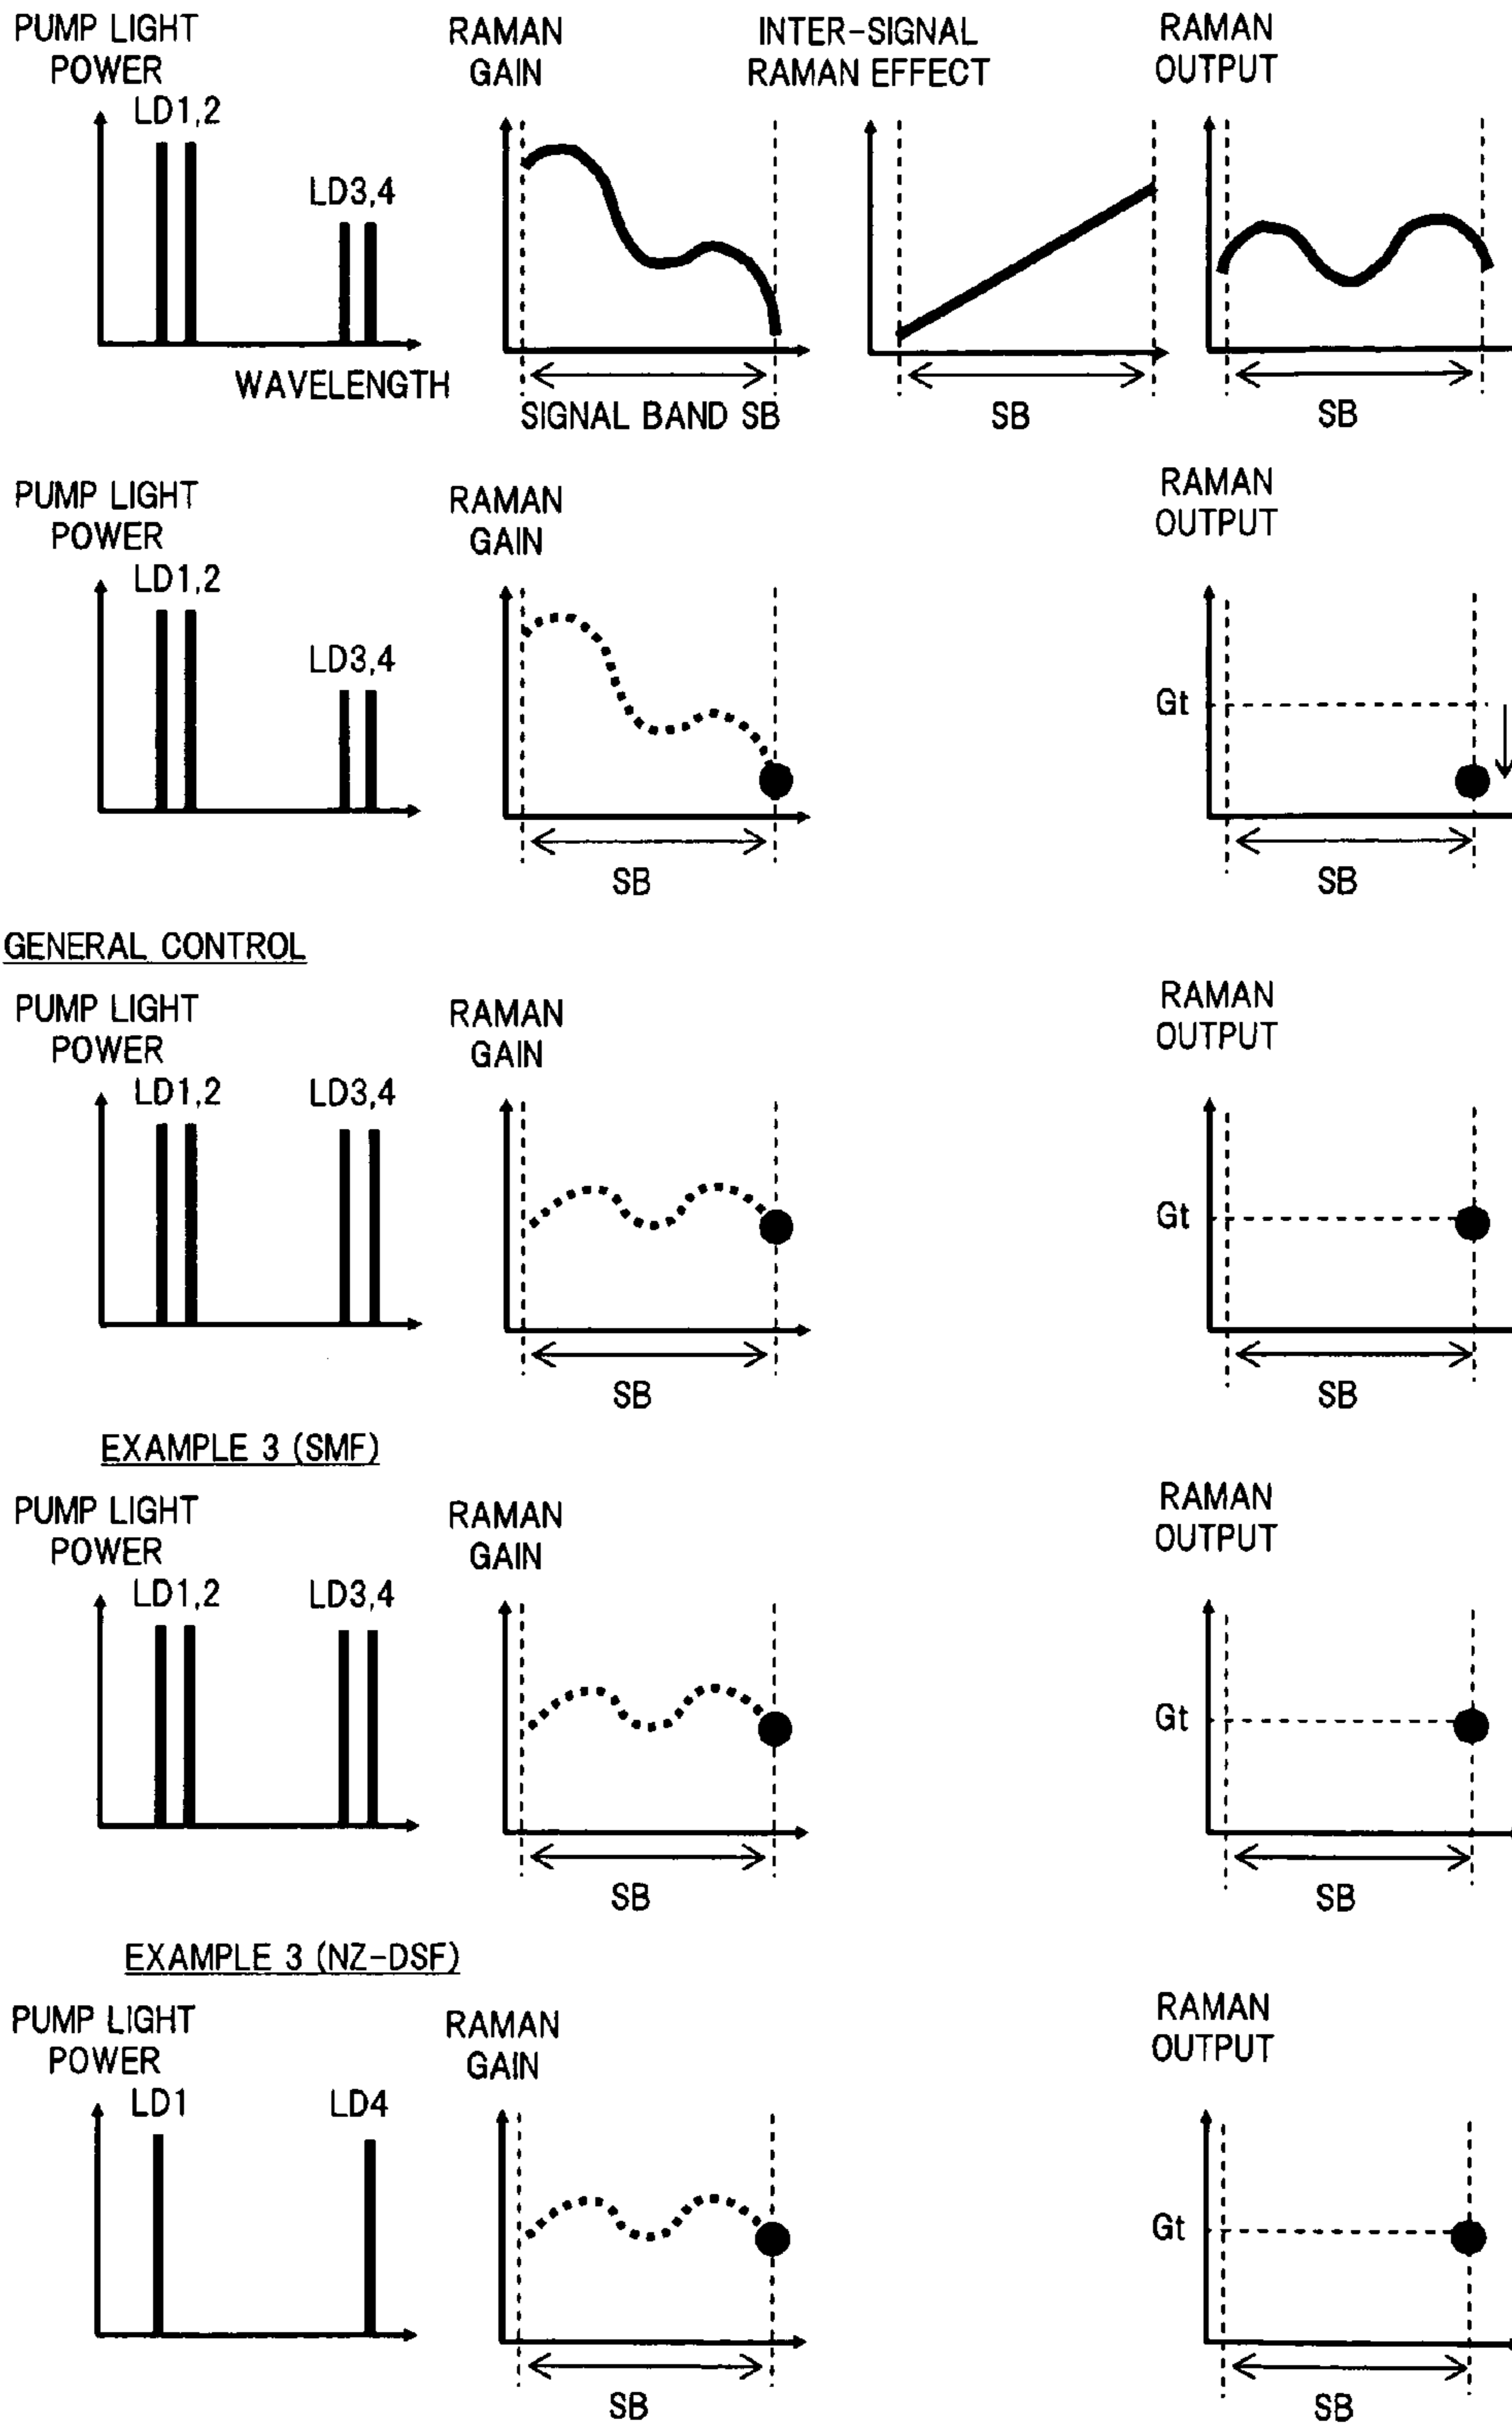 PUMP LIGHT
POWER
RAMAN
GAIN
INTER-SIGNAL
RAMAN EFFECT
RAMAN
OUTPUT
LD1,2
LD3,4
WAVELENGTH
SIGNAL BAND SB
SB
SB
PUMP LIGHT
POWER
RAMAN
GAIN
RAMAN
OUTPUT
LD1,2
LD3,4
Gt
SB
SB
GENERAL CONTROL
PUMP LIGHT
POWER
RAMAN
GAIN
RAMAN
OUTPUT
LD1,2
LD3,4
Gt
SB
SB
EXAMPLE 3 (SMF)
PUMP LIGHT
POWER
RAMAN
GAIN
RAMAN
OUTPUT
LD1,2
LD3,4
Gt
SB
SB
EXAMPLE 3 (NZ-DSF)
PUMP LIGHT
POWER
RAMAN
GAIN
RAMAN
OUTPUT
LD1
LD4
Gt
SB
SB